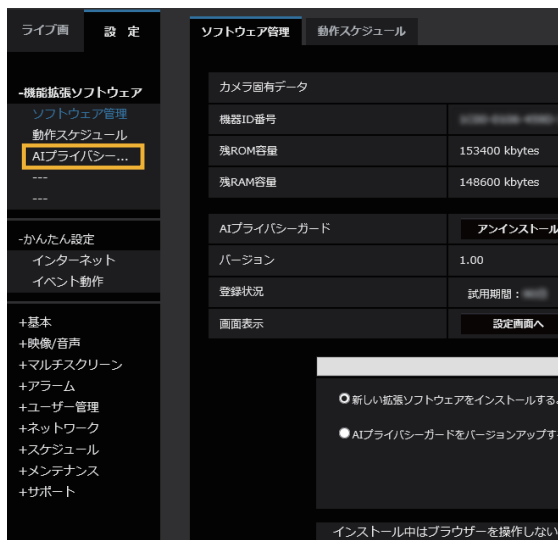 ライブ画
設 定
ソフトウェア管理
動作スケジュール
-機能拡張ソフトウェア
ソフトウェア管理
動作スケジュール
AIプライバシー...
---
---
-かんたん設定
インターネット
イベント動作
+基本
+映像/音声
+マルチスクリーン
+アラーム
+ユーザー管理
+ネットワーク
+スケジュール
+メンテナンス
+サポート
カメラ固有データ
機器ID番号
残ROM容量 153400 kbytes
残RAM容量 148600 kbytes
AIプライバシーガード アンインストール
バージョン 1.00
登録状況 試用期間：
画面表示 設定画面へ
新しい拡張ソフトウェアをインストールする
AIプライバシーガードをバージョンアップす
インストール中はブラウザーを操作しない